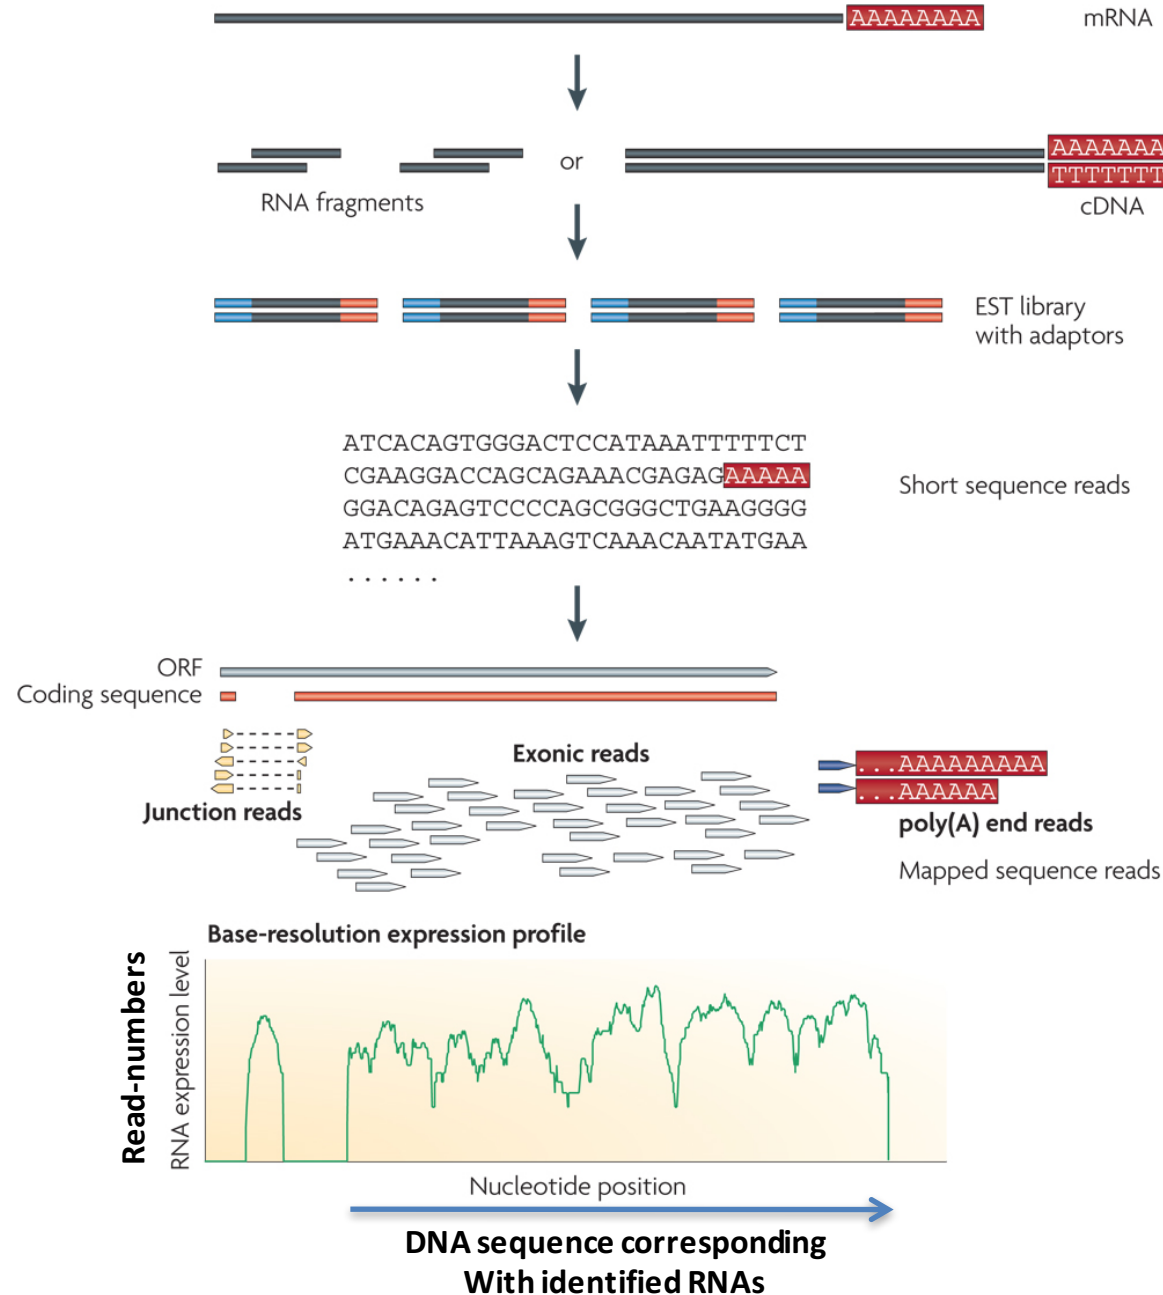 AAAAAAAA mRNA
or
AAAAAAA
TTTTTTT
RNA fragments
cDNA
EST library
with adaptors
ATCACAGTGGGACTCCATAAATTTTTCT
CGAAGGACCAGCAGAAACGAGAGAAAAA
GGACAGAGTCCCCAGCGGGCTGAAGGGG
ATGAAACATTAAAGTCAAACAATATGAA
......
Short sequence reads
ORF
Coding sequence
Junction reads
Exonic reads
...AAAAAAAAA
...AAAAAA
poly(A) end reads
Mapped sequence reads
Base-resolution expression profile
Read-numbers
RNA expression level
Nucleotide position
DNA sequence corresponding
With identified RNAs